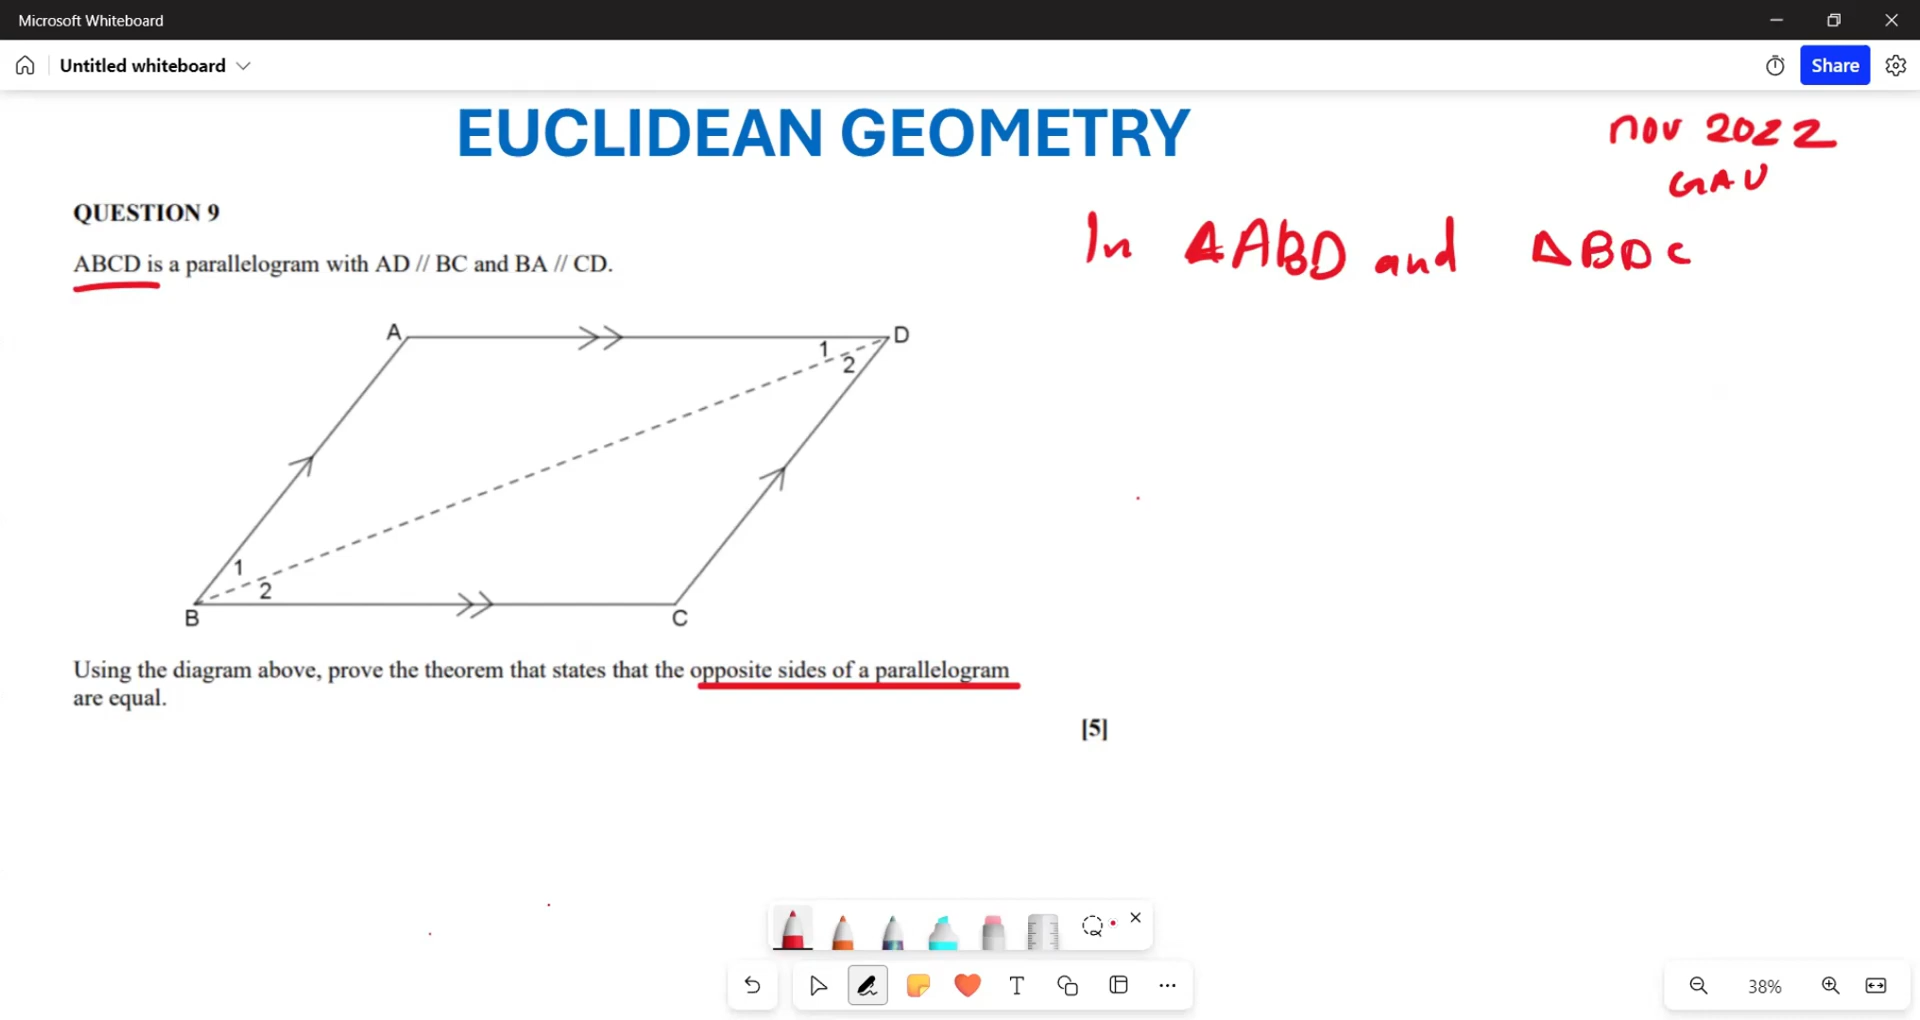 Microsoft Whiteboard
Untitled whiteboard
Share
EUCLIDEAN GEOMETRY
nov 2022
GAU
QUESTION 9
In ΔABD and ΔBDC
ABCD is a parallelogram with AD // BC and BA // CD.
A
D
1
2
1
2
B
C
Using the diagram above, prove the theorem that states that the opposite sides of a parallelogram
are equal.
[5]
38%